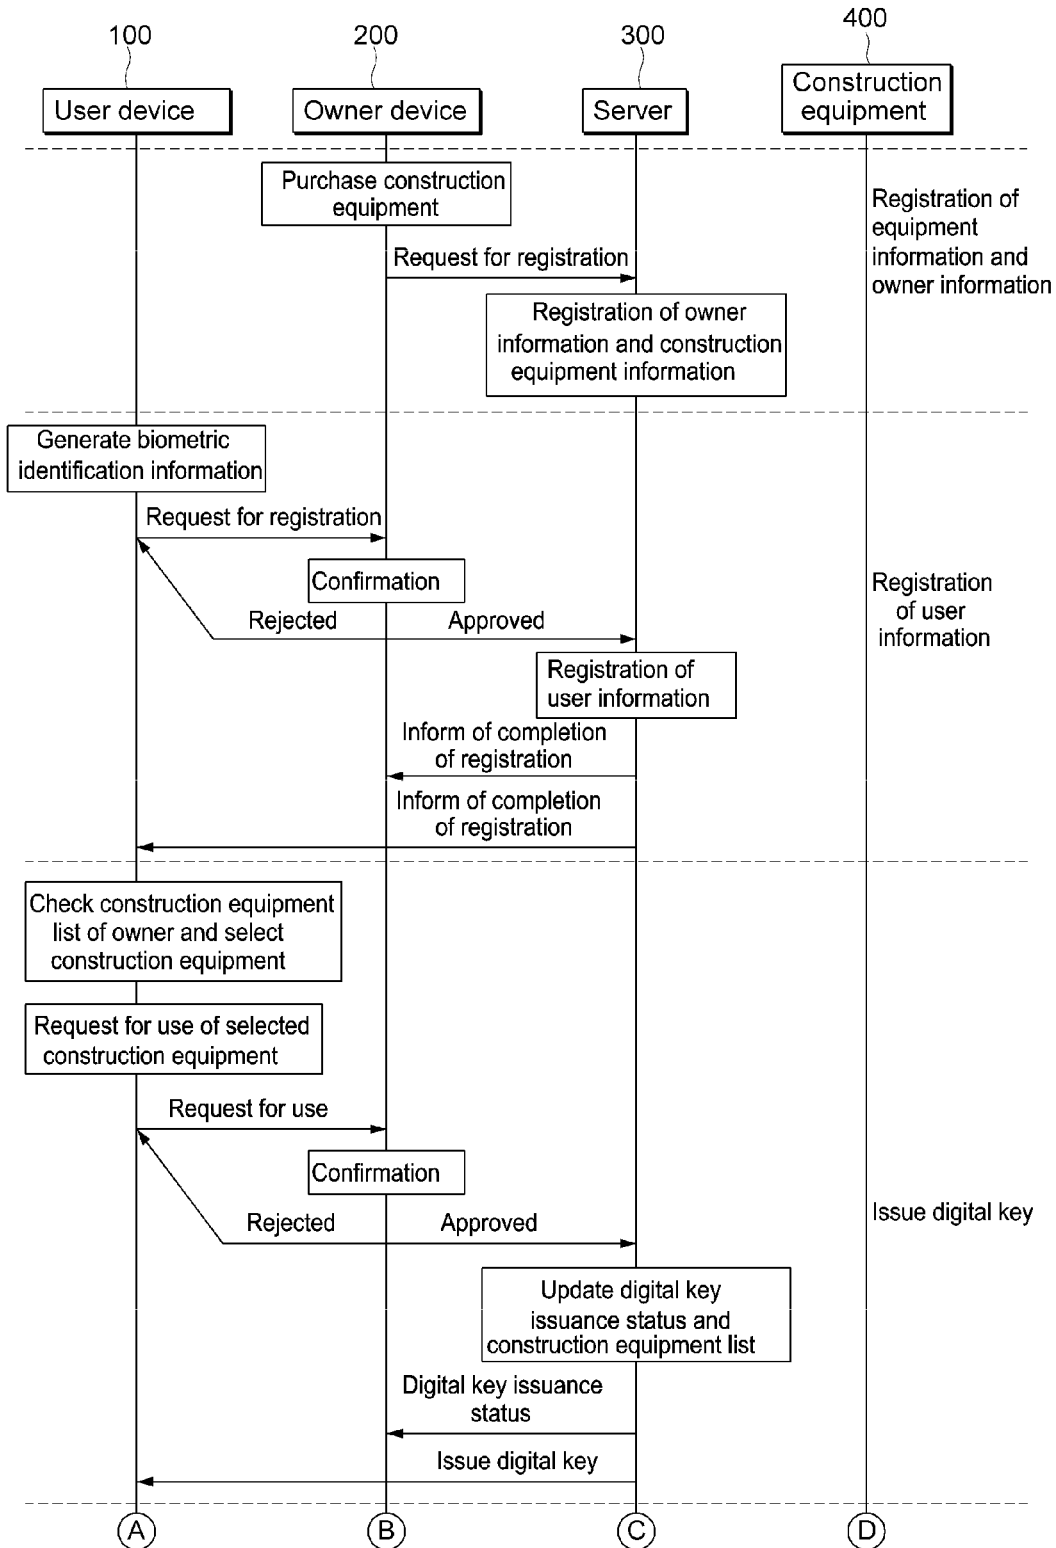 100
200
300
400
User device
Owner device
Server
Construction
equipment
Purchase construction
equipment
Registration of
equipment
information and
owner information
Request for registration
Registration of owner
information and construction
equipment information
Generate biometric
identification information
Request for registration
Confirmation
Registration
of user
information
Rejected
Approved
Registration of
user information
Inform of completion
of registration
Inform of completion
of registration
Check construction equipment
list of owner and select
construction equipment
Request for use of selected
construction equipment
Request for use
Confirmation
Issue digital key
Rejected
Approved
Update digital key
issuance status and
construction equipment list
Digital key issuance
status
Issue digital key
A
B
C
D